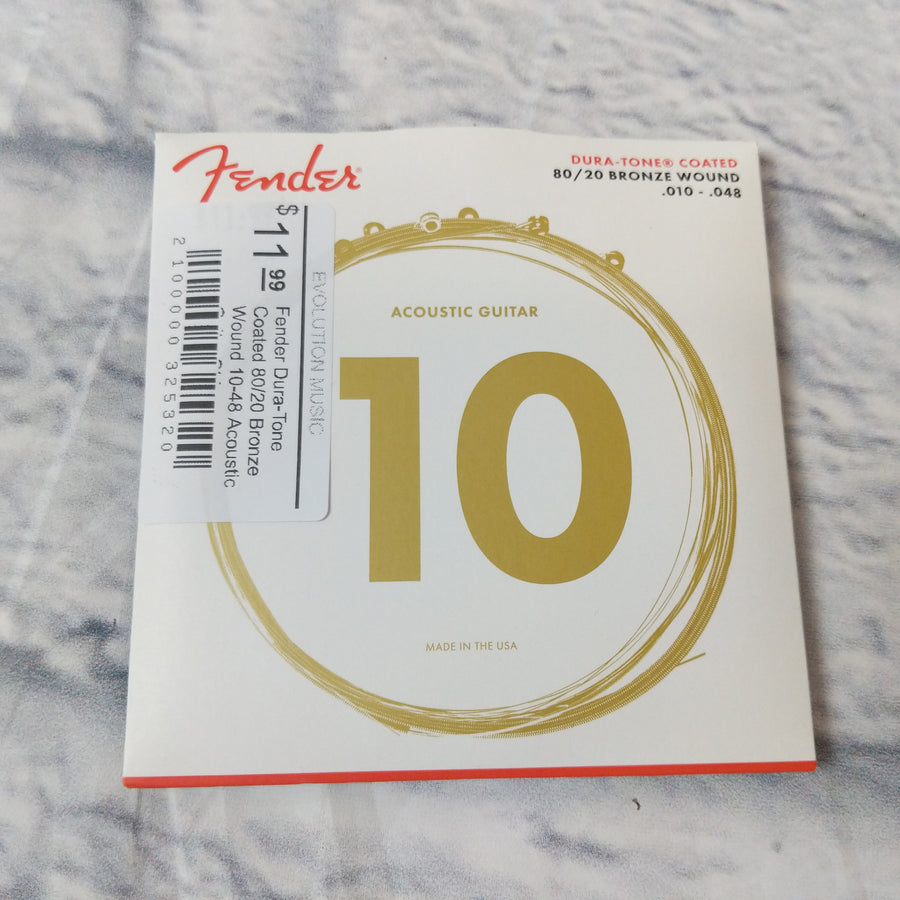 Fender®
DURA-TONE® COATED
80/20 BRONZE WOUND
.010 - .048
EVOLUTION MUSIC
$11.99
Fender Dura-Tone
Coated 80/20 Bronze
Wound 10-48 Acoustic
2 100000 325320
ACOUSTIC GUITAR
10
MADE IN THE USA